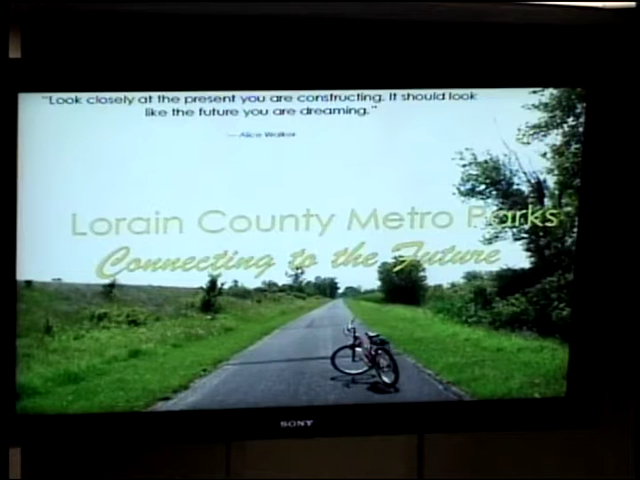 "Look closely at the present you are constructing. It should look
like the future you are dreaming."
— Alice Walker
Lorain County Metro Parks
Connecting to the Future
SONY